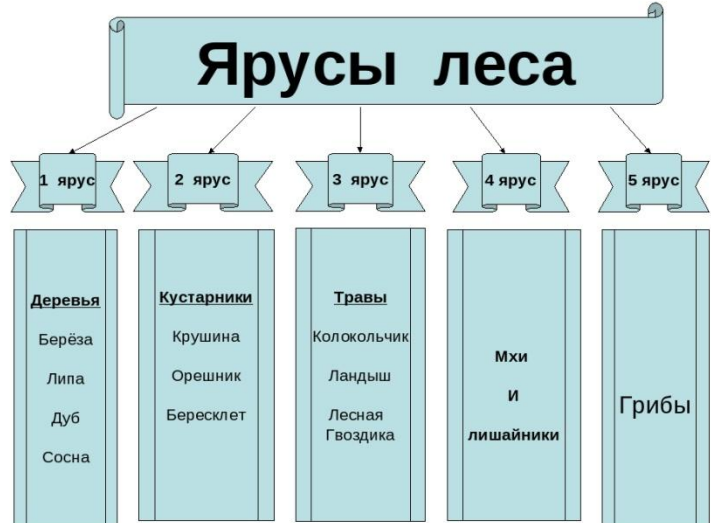 Ярусы леса
1 ярус
2 ярус
3 ярус
4 ярус
5 ярус
Деревья
Берёза
Липа
Дуб
Сосна
Кустарники
Крушина
Орешник
Бересклет
Травы
Колокольчик
Ландыш
Лесная
Гвоздика
Мхи
И
лишайники
Грибы